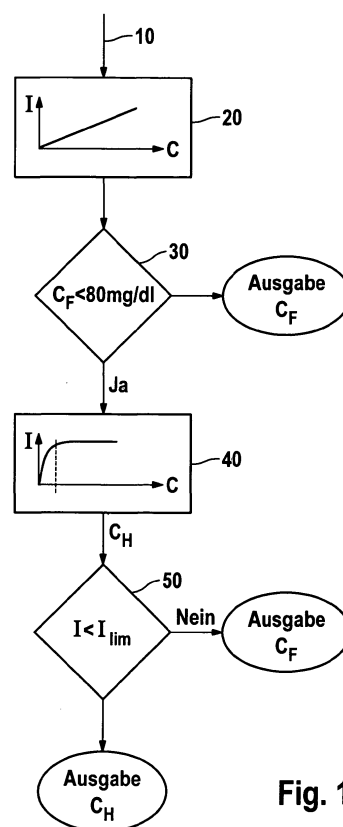 10
I
C
20
30
C_F<80mg/dl
Ausgabe
C_F
Ja
I
C
40
C_H
50
I<I_lim
Nein
Ausgabe
C_F
Ausgabe
C_H
Fig. 1